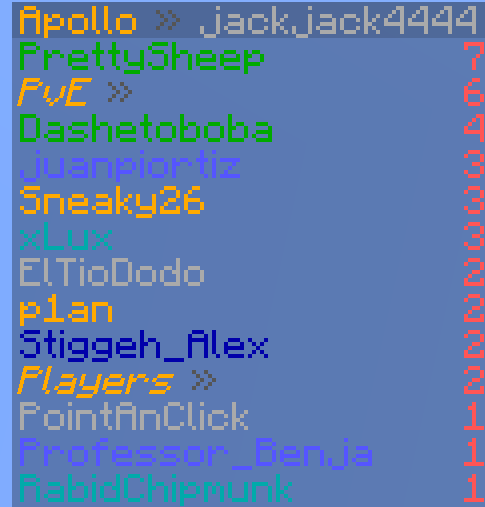 Apollo » jackjack4444
PrettySheep 7
PvE » 6
Dashetoboba 4
juanpiortiz 3
Sneaky26 3
xLux 3
ElTioDodo 2
p1an 2
Stiggeh_Alex 2
Players » 2
PointAnClick 1
Professor_Benja 1
RabidChipmunk 1